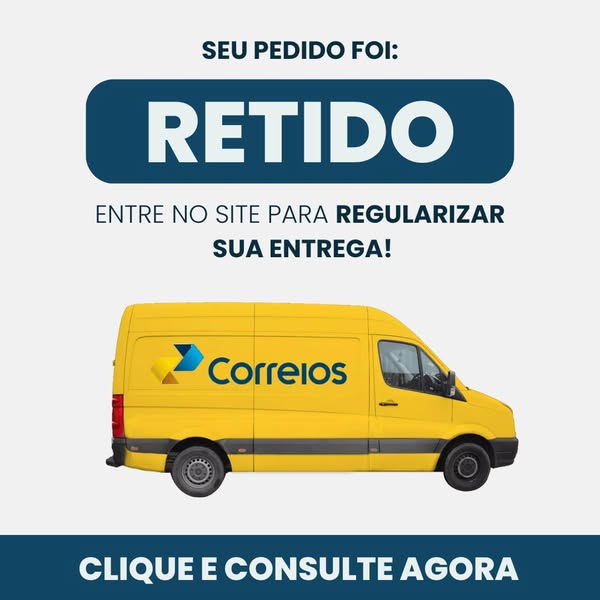 SEU PEDIDO FOI:
RETIDO
ENTRE NO SITE PARA REGULARIZAR
SUA ENTREGA!
Correios
CLIQUE E CONSULTE AGORA